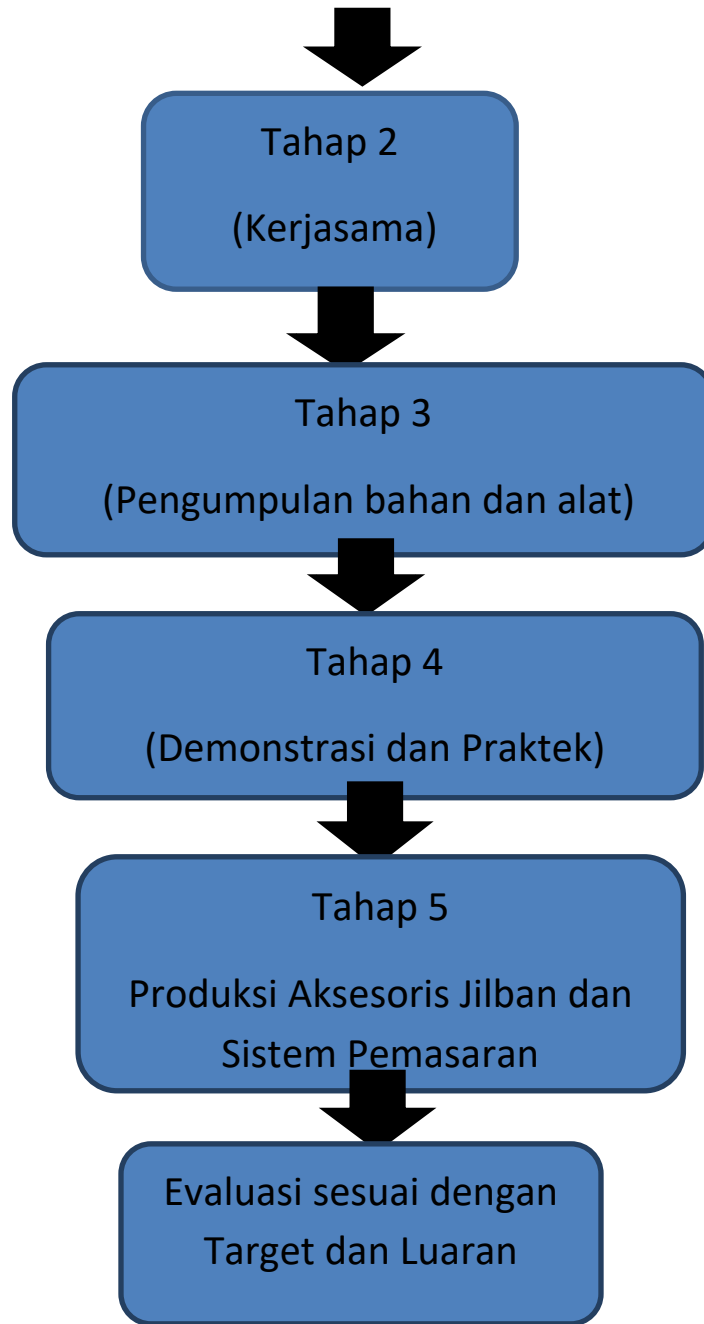 Tahap 2
(Kerjasama)
Tahap 3
(Pengumpulan bahan dan alat)
Tahap 4
(Demonstrasi dan Praktek)
Tahap 5
Produksi Aksesoris Jilban dan
Sistem Pemasaran
Evaluasi sesuai dengan
Target dan Luaran